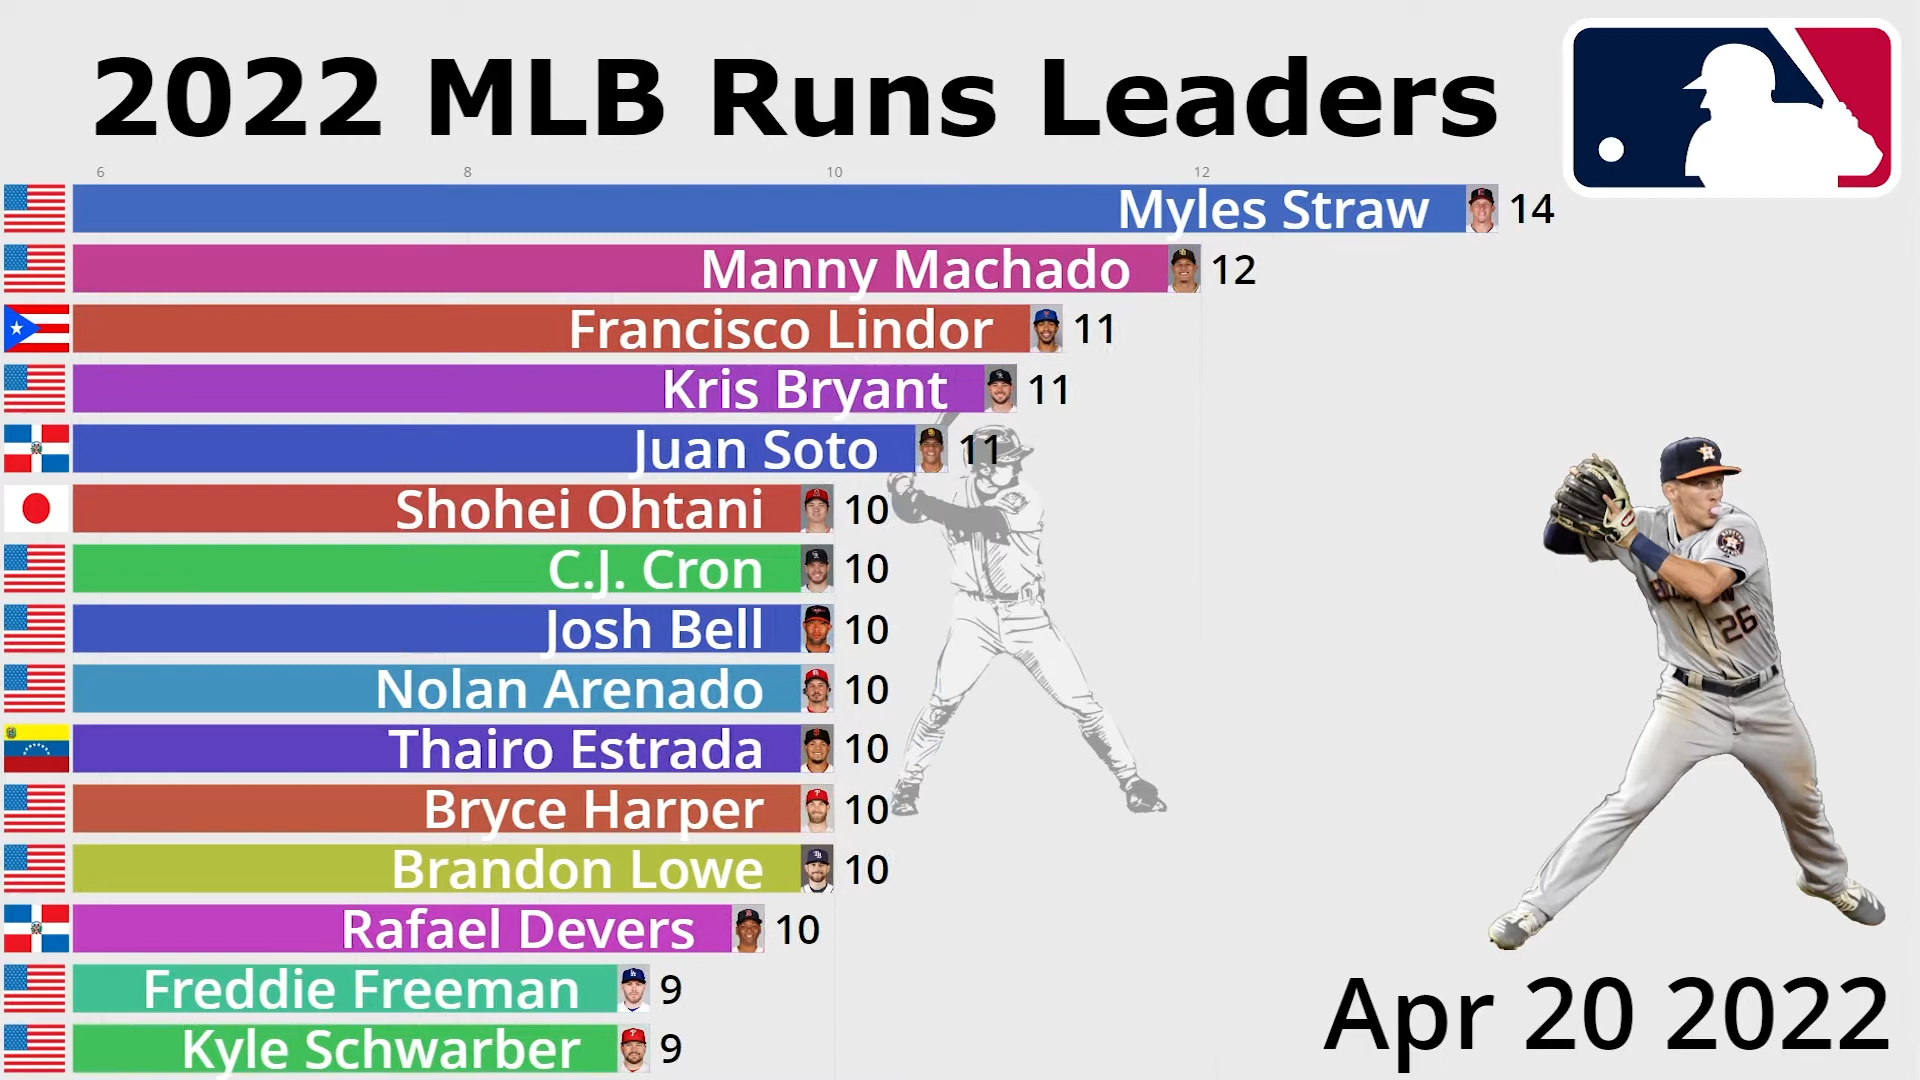 2022 MLB Runs Leaders
6 8 10 12
Myles Straw 14
Manny Machado 12
Francisco Lindor 11
Kris Bryant 11
Juan Soto 11
Shohei Ohtani 10
C.J. Cron 10
Josh Bell 10
Nolan Arenado 10
Thairo Estrada 10
Bryce Harper 10
Brandon Lowe 10
Rafael Devers 10
Freddie Freeman 9
Kyle Schwarber 9
26
Apr 20 2022